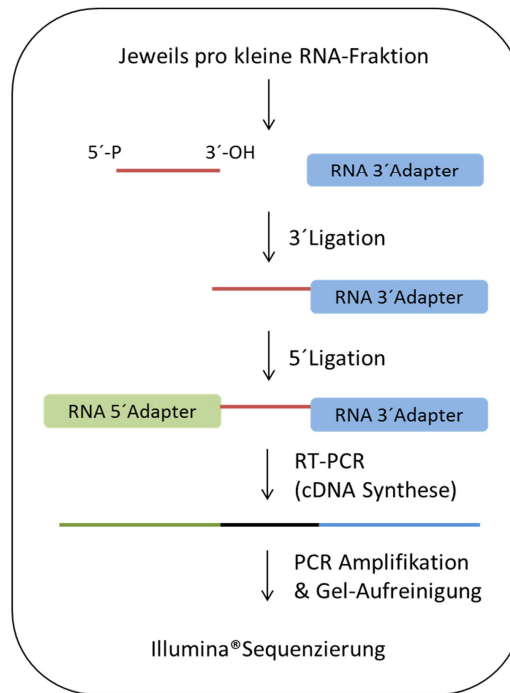 Jeweils pro kleine RNA-Fraktion
5´-P 3´-OH
RNA 3´Adapter
3´Ligation
RNA 3´Adapter
5´Ligation
RNA 5´Adapter
RNA 3´Adapter
RT-PCR
(cDNA Synthese)
PCR Amplifikation
& Gel-Aufreinigung
Illumina®Sequenzierung